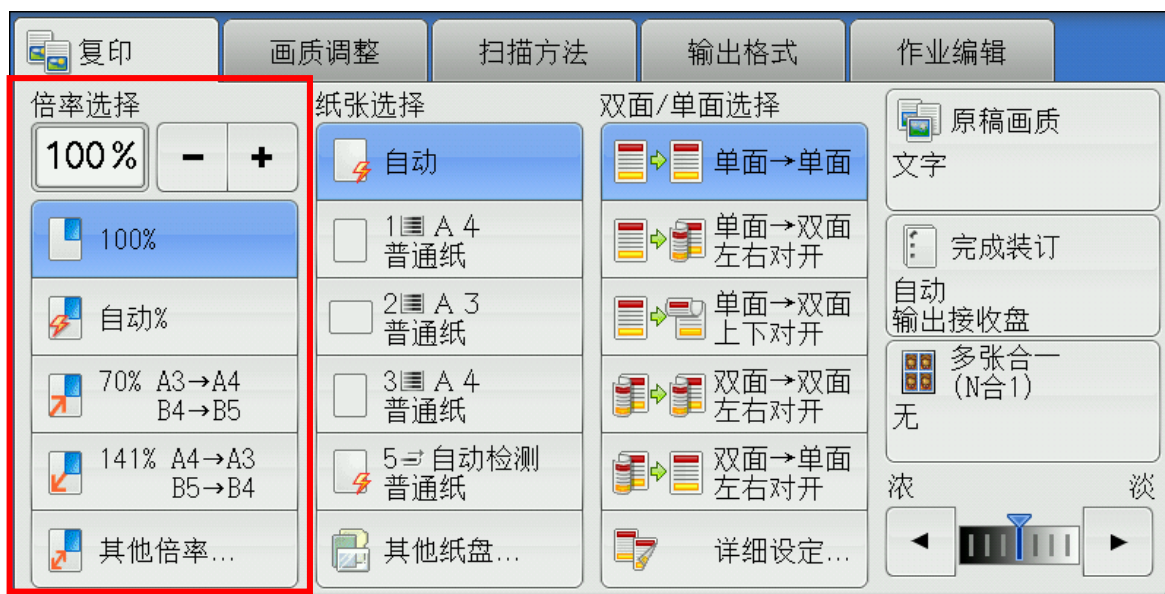 复印
画质调整
扫描方法
输出格式
作业编辑
倍率选择
100%
-
+
100%
自动%
70% A3→A4
B4→B5
141% A4→A3
B5→B4
其他倍率...
纸张选择
自动
1 A4
普通纸
2 A3
普通纸
3 A4
普通纸
5 自动检测
普通纸
其他纸盘...
双面/单面选择
单面→单面
单面→双面
左右对开
单面→双面
上下对开
双面→双面
左右对开
双面→单面
左右对开
详细设定...
原稿画质
文字
完成装订
自动
输出接收盘
多张合一
(N合1)
无
浓
淡